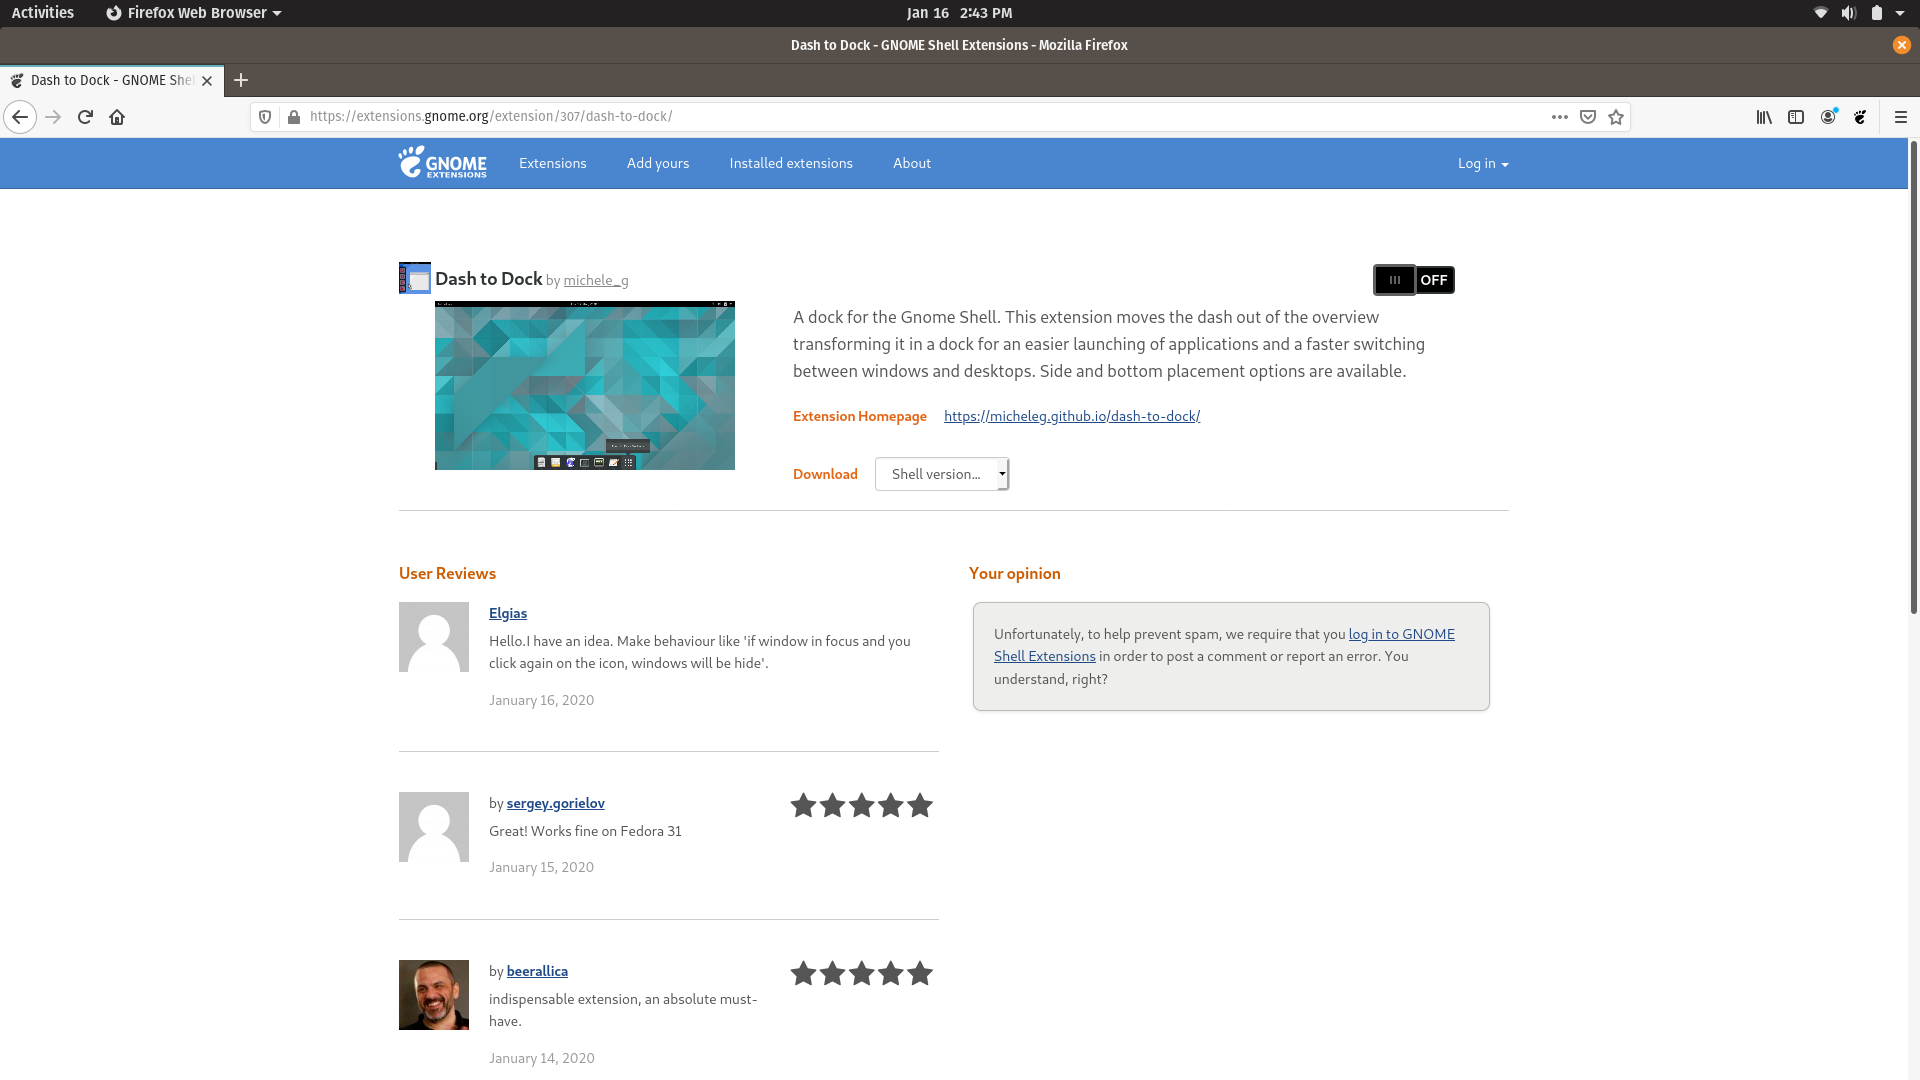 Activities
Firefox Web Browser
Jan 16 2:43 PM
Dash to Dock - GNOME Shell Extensions - Mozilla Firefox
Dash to Dock - GNOME She
https://extensions.gnome.org/extension/307/dash-to-dock/
GNOME
EXTENSIONS
Extensions
Add yours
Installed extensions
About
Log in
Dash to Dock by michele_g
OFF
A dock for the Gnome Shell. This extension moves the dash out of the overview
transforming it in a dock for an easier launching of applications and a faster switching
between windows and desktops. Side and bottom placement options are available.
Extension Homepage https://micheleg.github.io/dash-to-dock/
Download Shell version...
User Reviews
Elgias
Hello.I have an idea. Make behaviour like 'if window in focus and you
click again on the icon, windows will be hide'.
January 16, 2020
by sergey.gorielov
Great! Works fine on Fedora 31
January 15, 2020
by beerallica
indispensable extension, an absolute must-
have.
January 14, 2020
Your opinion
Unfortunately, to help prevent spam, we require that you log in to GNOME
Shell Extensions in order to post a comment or report an error. You
understand, right?